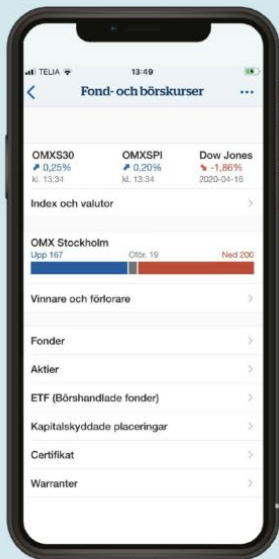 TELIA 13:49
Fond- och börskurser
OMXS30 OMXSPI Dow Jones
0,25% 0,20% -1,86%
kl. 13:34 kl. 13:34 2020-04-16
Index och valutor
OMX Stockholm
Upp 167 Oför. 19 Ned 200
Vinnare och förlorare
Fonder
Aktier
ETF (Börshandlade fonder)
Kapitalskyddade placeringar
Certifikat
Warranter